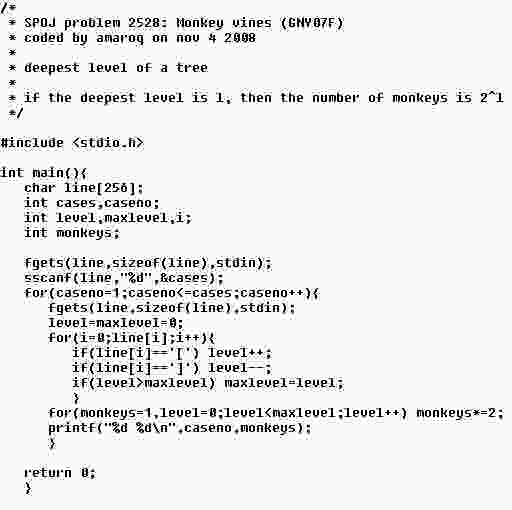 /*
 * SPOJ problem 2528: Monkey vines (GNY07F)
 * coded by amaroq on nov 4 2008
 *
 * deepest level of a tree
 *
 * if the deepest level is l, then the number of monkeys is 2^l
 */

#include <stdio.h>

int main(){
   char line[256];
   int cases,caseno;
   int level,maxlevel,i;
   int monkeys;

   fgets(line,sizeof(line),stdin);
   sscanf(line,"%d",&cases);
   for(caseno=1;caseno<=cases;caseno++){
      fgets(line,sizeof(line),stdin);
      level=maxlevel=0;
      for(i=0;line[i];i++){
         if(line[i]=='[') level++;
         if(line[i]==']') level--;
         if(level>maxlevel) maxlevel=level;
         }
      for(monkeys=1,level=0;level<maxlevel;level++) monkeys*=2;
      printf("%d %d\n",caseno,monkeys);
      }

   return 0;
   }